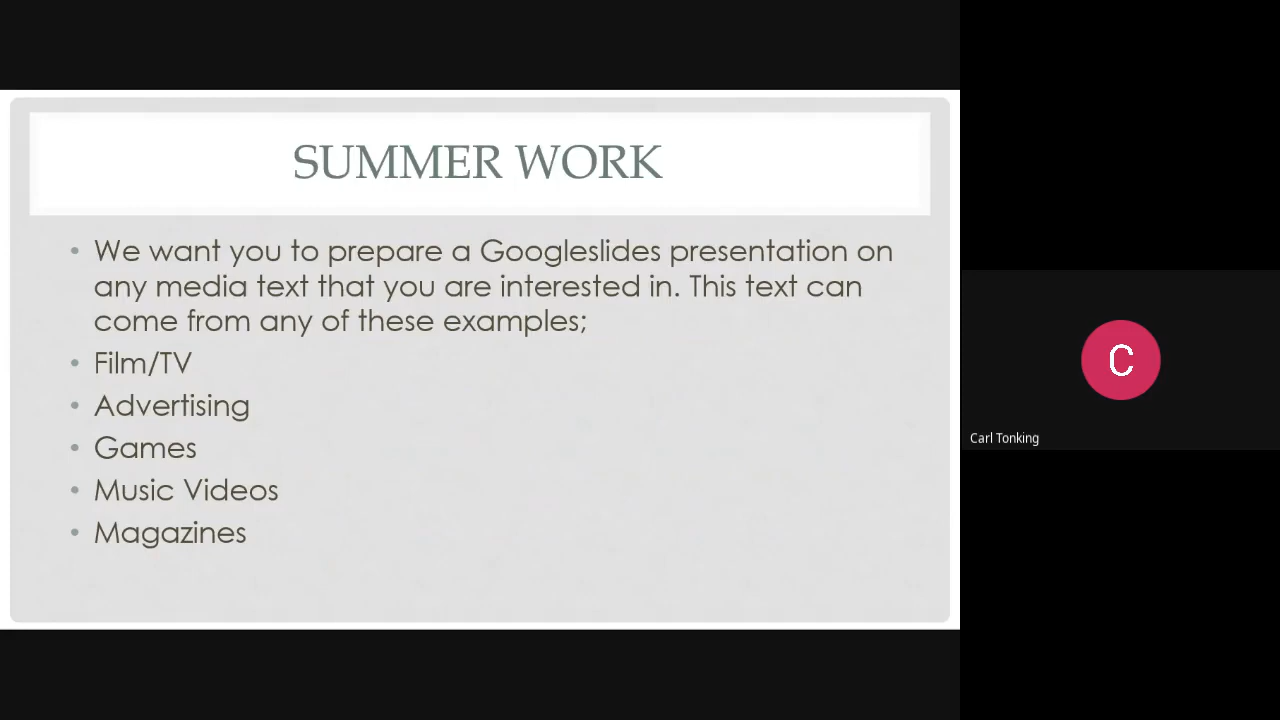 SUMMER WORK
• We want you to prepare a Googleslides presentation on
any media text that you are interested in. This text can
come from any of these examples;
• Film/TV
• Advertising
• Games
• Music Videos
• Magazines
C
Carl Tonking